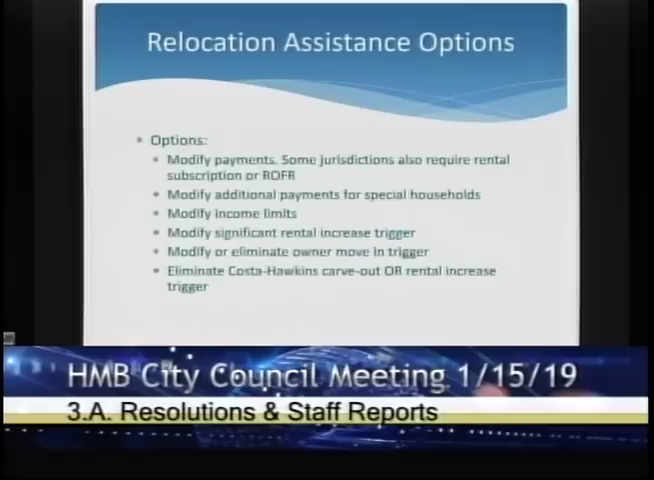 Relocation Assistance Options
• Options:
• Modify payments. Some jurisdictions also require rental
subscription or ROFR
• Modify additional payments for special households
• Modify income limits
• Modify significant rental increase trigger
• Modify or eliminate owner move in trigger
• Eliminate Costa-Hawkins carve-out OR rental increase
trigger
HMB City Council Meeting 1/15/19
3.A. Resolutions & Staff Reports